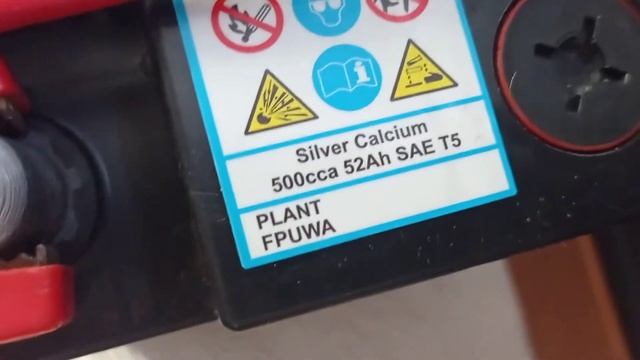 Silver Calcium
500cca 52Ah SAE T5
PLANT
FPUWA